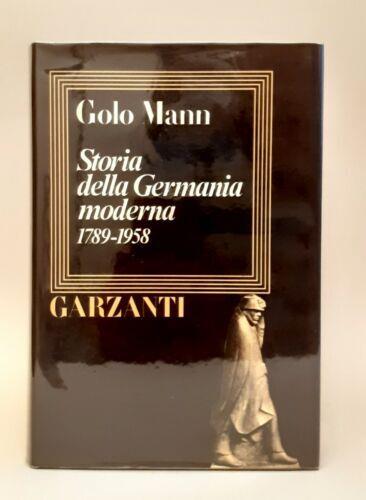 Golo Mann
Storia
della Germania
moderna
1789-1958
GARZANTI